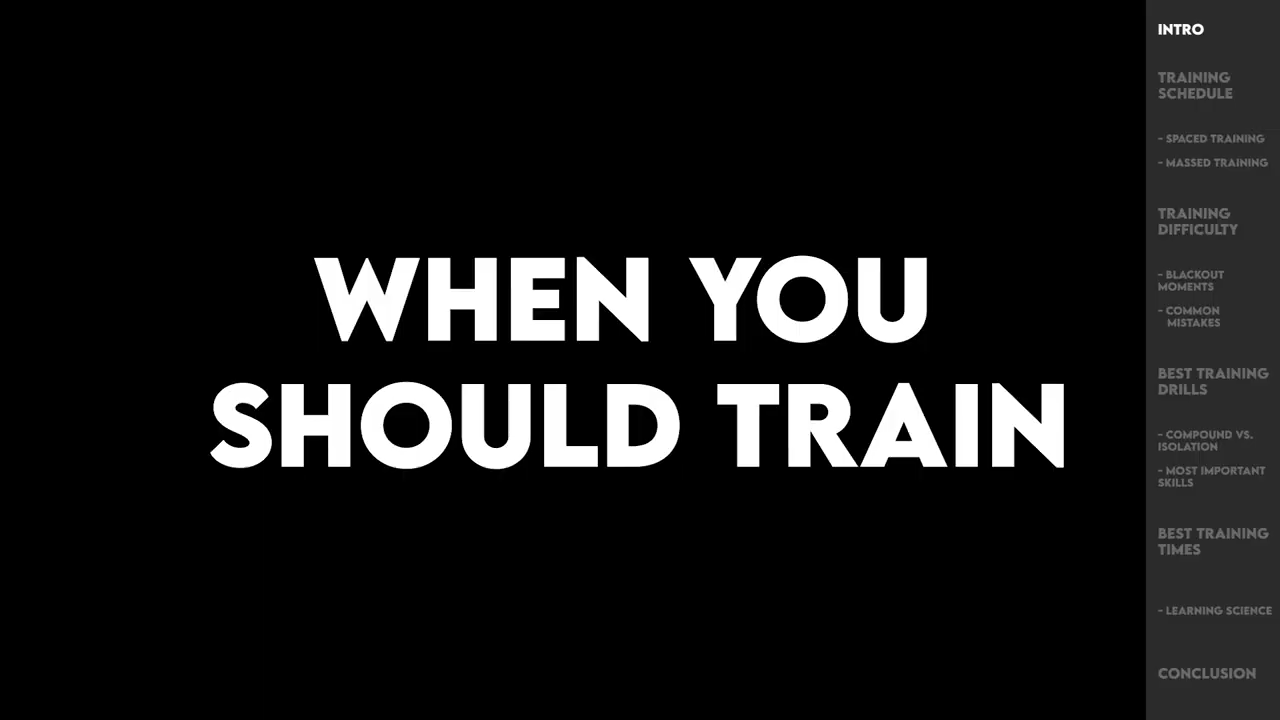 WHEN YOU
SHOULD TRAIN
INTRO
TRAINING
SCHEDULE
- SPACED TRAINING
- MASSED TRAINING
TRAINING
DIFFICULTY
- BLACKOUT
MOMENTS
- COMMON
MISTAKES
BEST TRAINING
DRILLS
- COMPOUND VS.
ISOLATION
- MOST IMPORTANT
SKILLS
BEST TRAINING
TIMES
- LEARNING SCIENCE
CONCLUSION